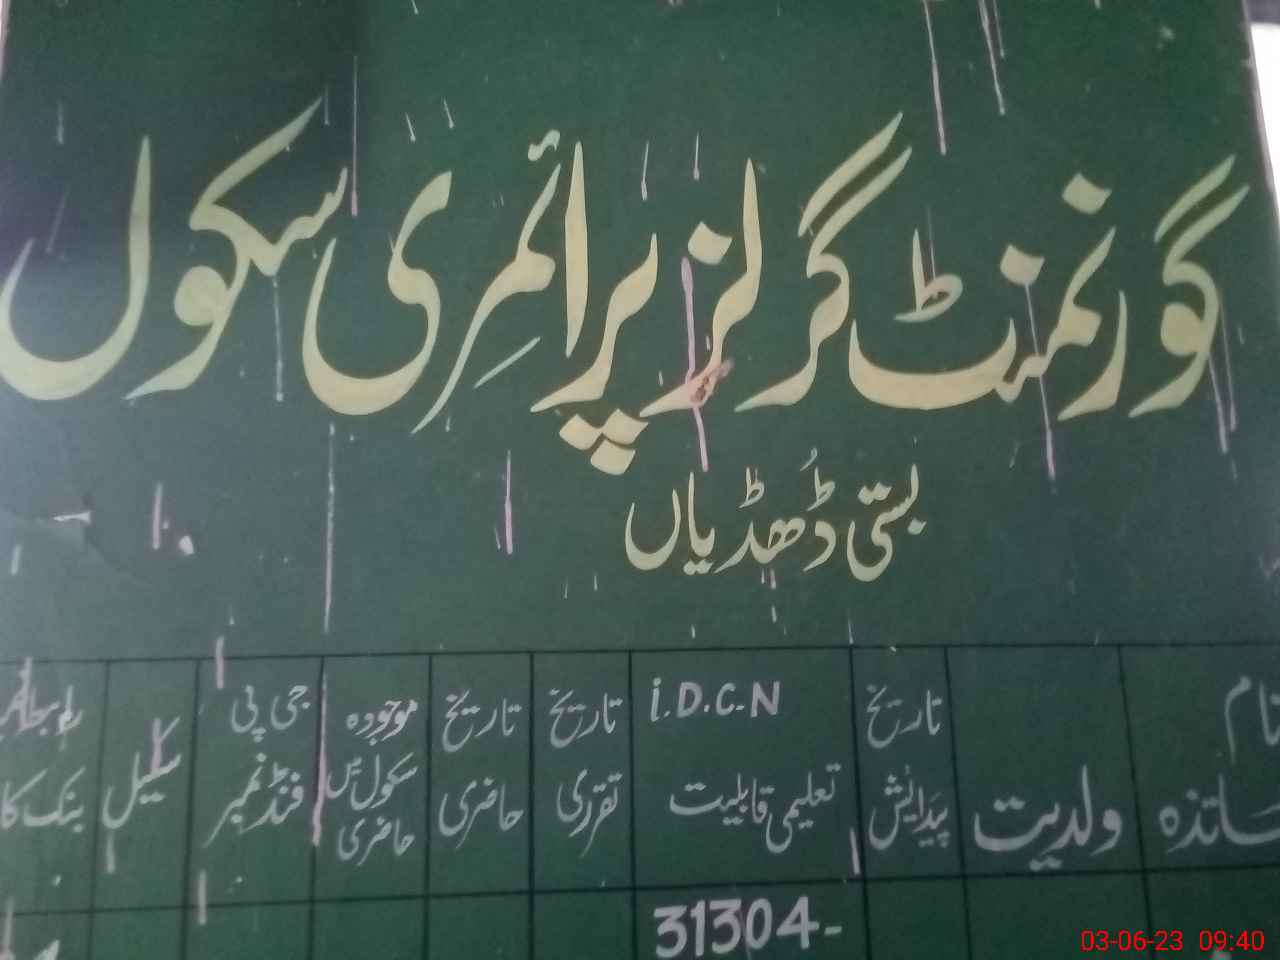 گورنمنٹ گرلز پرائمری سکول
بستی ڈُھڈیاں
نام اساتذہ
ولدیت
تاریخ پیدائش
i.D.C.N تعلیمی قابلیت
تاریخ تقرری
تاریخ حاضری
موجودہ سکول میں حاضری
جی پی فنڈ نمبر
سکیل
بنک کا
31304-
03-06-23 09:40